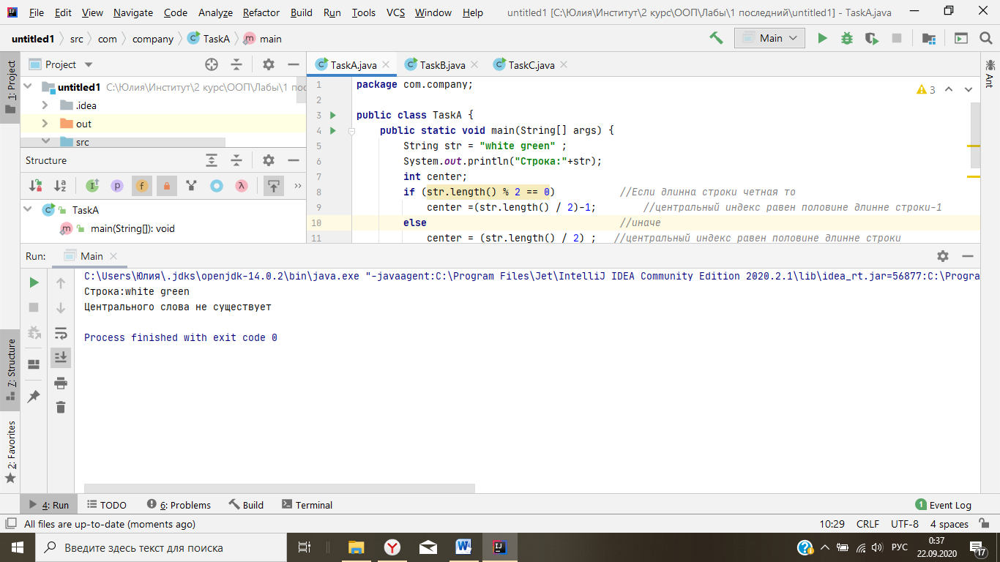 File Edit View Navigate Code Analyze Refactor Build Run Tools VCS Window Help untitled1 [C:\Юлия\Институт\2 курс\ООП\Лабы\1 последний\untitled1] - TaskA.java
untitled1 src com company TaskA main Main
1: Project
Project
untitled1 C:\Юлия\Институт\2 курс\ООП\Лабы\1 пос
.idea
out
src
Structure
TaskA
main(String[]): void
TaskA.java TaskB.java TaskC.java
Ant
3
1 package com.company;
2
3 public class TaskA {
4 public static void main(String[] args) {
5 String str = "white green" ;
6 System.out.println("Строка:"+str);
7 int center;
8 if (str.length() % 2 == 0) //Если длинна строки четная то
9 center =(str.length() / 2)-1; //центральный индекс равен половине длинне строки-1
10 else //иначе
11 center = (str.length() / 2) ; //центральный индекс равен половине длинне строки
Run: Main
C:\Users\Юлия\.jdks\openjdk-14.0.2\bin\java.exe "-javaagent:C:\Program Files\Jet\IntelliJ IDEA Community Edition 2020.2.1\lib\idea_rt.jar=56877:C:\Progra
Строка:white green
Центрального слова не существует
Process finished with exit code 0
7: Structure
2: Favorites
4: Run TODO 6: Problems Build Terminal 1 Event Log
All files are up-to-date (moments ago) 10:29 CRLF UTF-8 4 spaces
Введите здесь текст для поиска РУС 0:37
22.09.2020 17